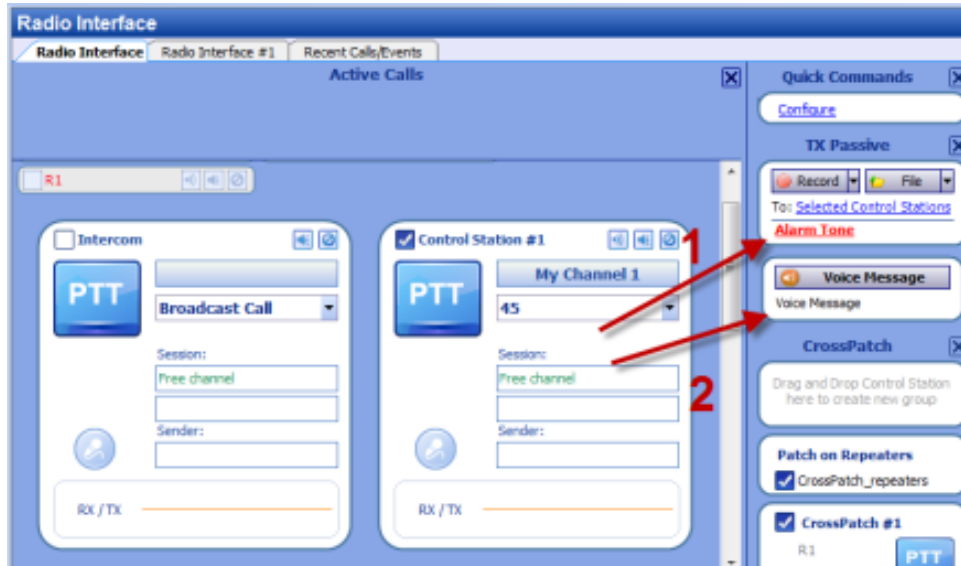 Radio Interface
Radio Interface Radio Interface #1 Recent Calls/Events
Active Calls
R1
Intercom
PTT
Broadcast Call
Session:
Free channel
Sender:
RX / TX
Control Station #1
My Channel 1
PTT
45
Session:
Free channel
Sender:
RX / TX
1
2
Quick Commands
Configure
TX Passive
Record File
To: Selected Control Stations
Alarm Tone
Voice Message
Voice Message
CrossPatch
Drag and Drop Control Station
here to create new group
Patch on Repeaters
CrossPatch_repeaters
CrossPatch #1
R1
PTT